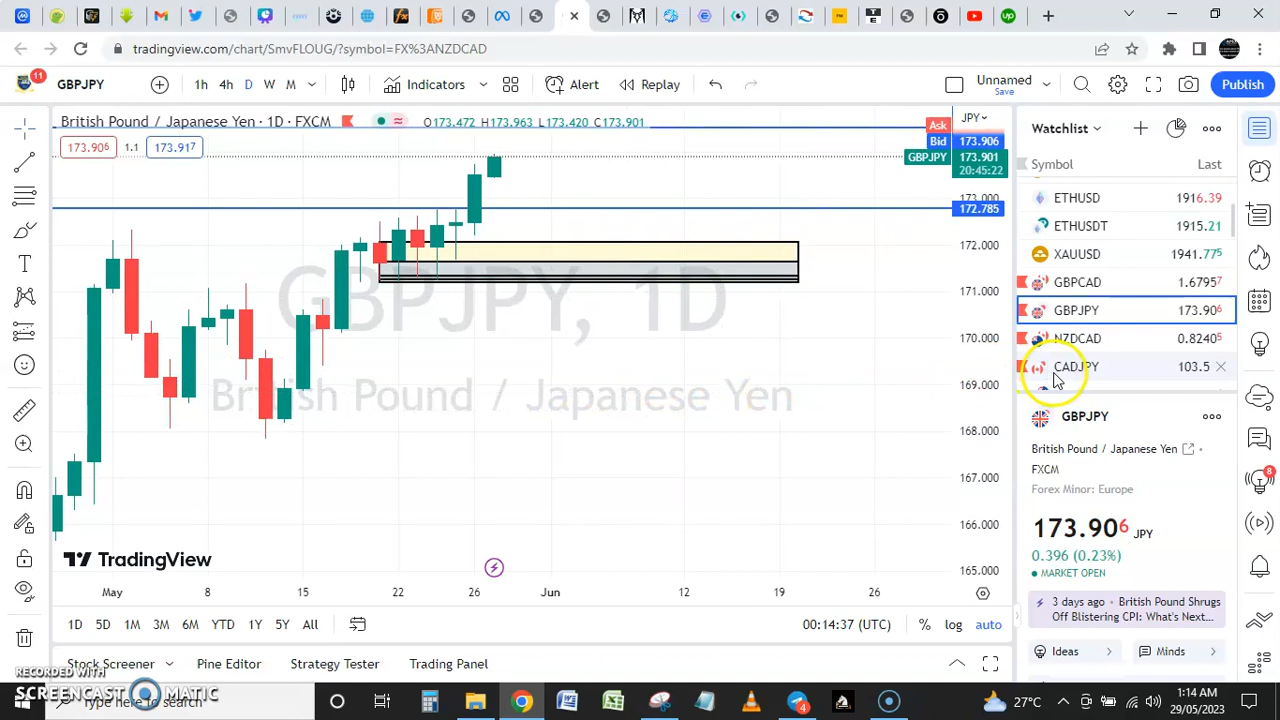 tradingview.com/chart/SmvFLOUG/?symbol=FX%3ANZDCAD
11
GBPJPY
1h 4h D W M
Indicators
Alert
Replay
Unnamed
Save
Publish
British Pound / Japanese Yen · 1D · FXCM
O173.472 H173.963 L173.420 C173.901
JPY
173.906 1.1 173.917
Ask
Bid 173.906
GBPJPY 173.901
20:45:22
173.000
172.785
172.000
171.000
170.000
169.000
168.000
167.000
166.000
165.000
GBPJPY, 1D
British Pound / Japanese Yen
TradingView
May 8 15 22 26 Jun 12 19 26
1D 5D 1M 3M 6M YTD 1Y 5Y All
00:14:37 (UTC) % log auto
Stock Screener Pine Editor Strategy Tester Trading Panel
Watchlist
Symbol Last
ETHUSD 1916.39
ETHUSDT 1915.21
XAUUSD 1941.775
GBPCAD 1.67957
GBPJPY 173.906
NZDCAD 0.82405
CADJPY 103.5
GBPJPY
British Pound / Japanese Yen
FXCM
Forex Minor: Europe
173.906 JPY
0.396 (0.23%)
MARKET OPEN
3 days ago · British Pound Shrugs
Off Blistering CPI: What's Next...
Ideas Minds
8
RECORDED WITH
SCREENCAST MATIC
Type here to search
4
27°C
1:14 AM
29/05/2023